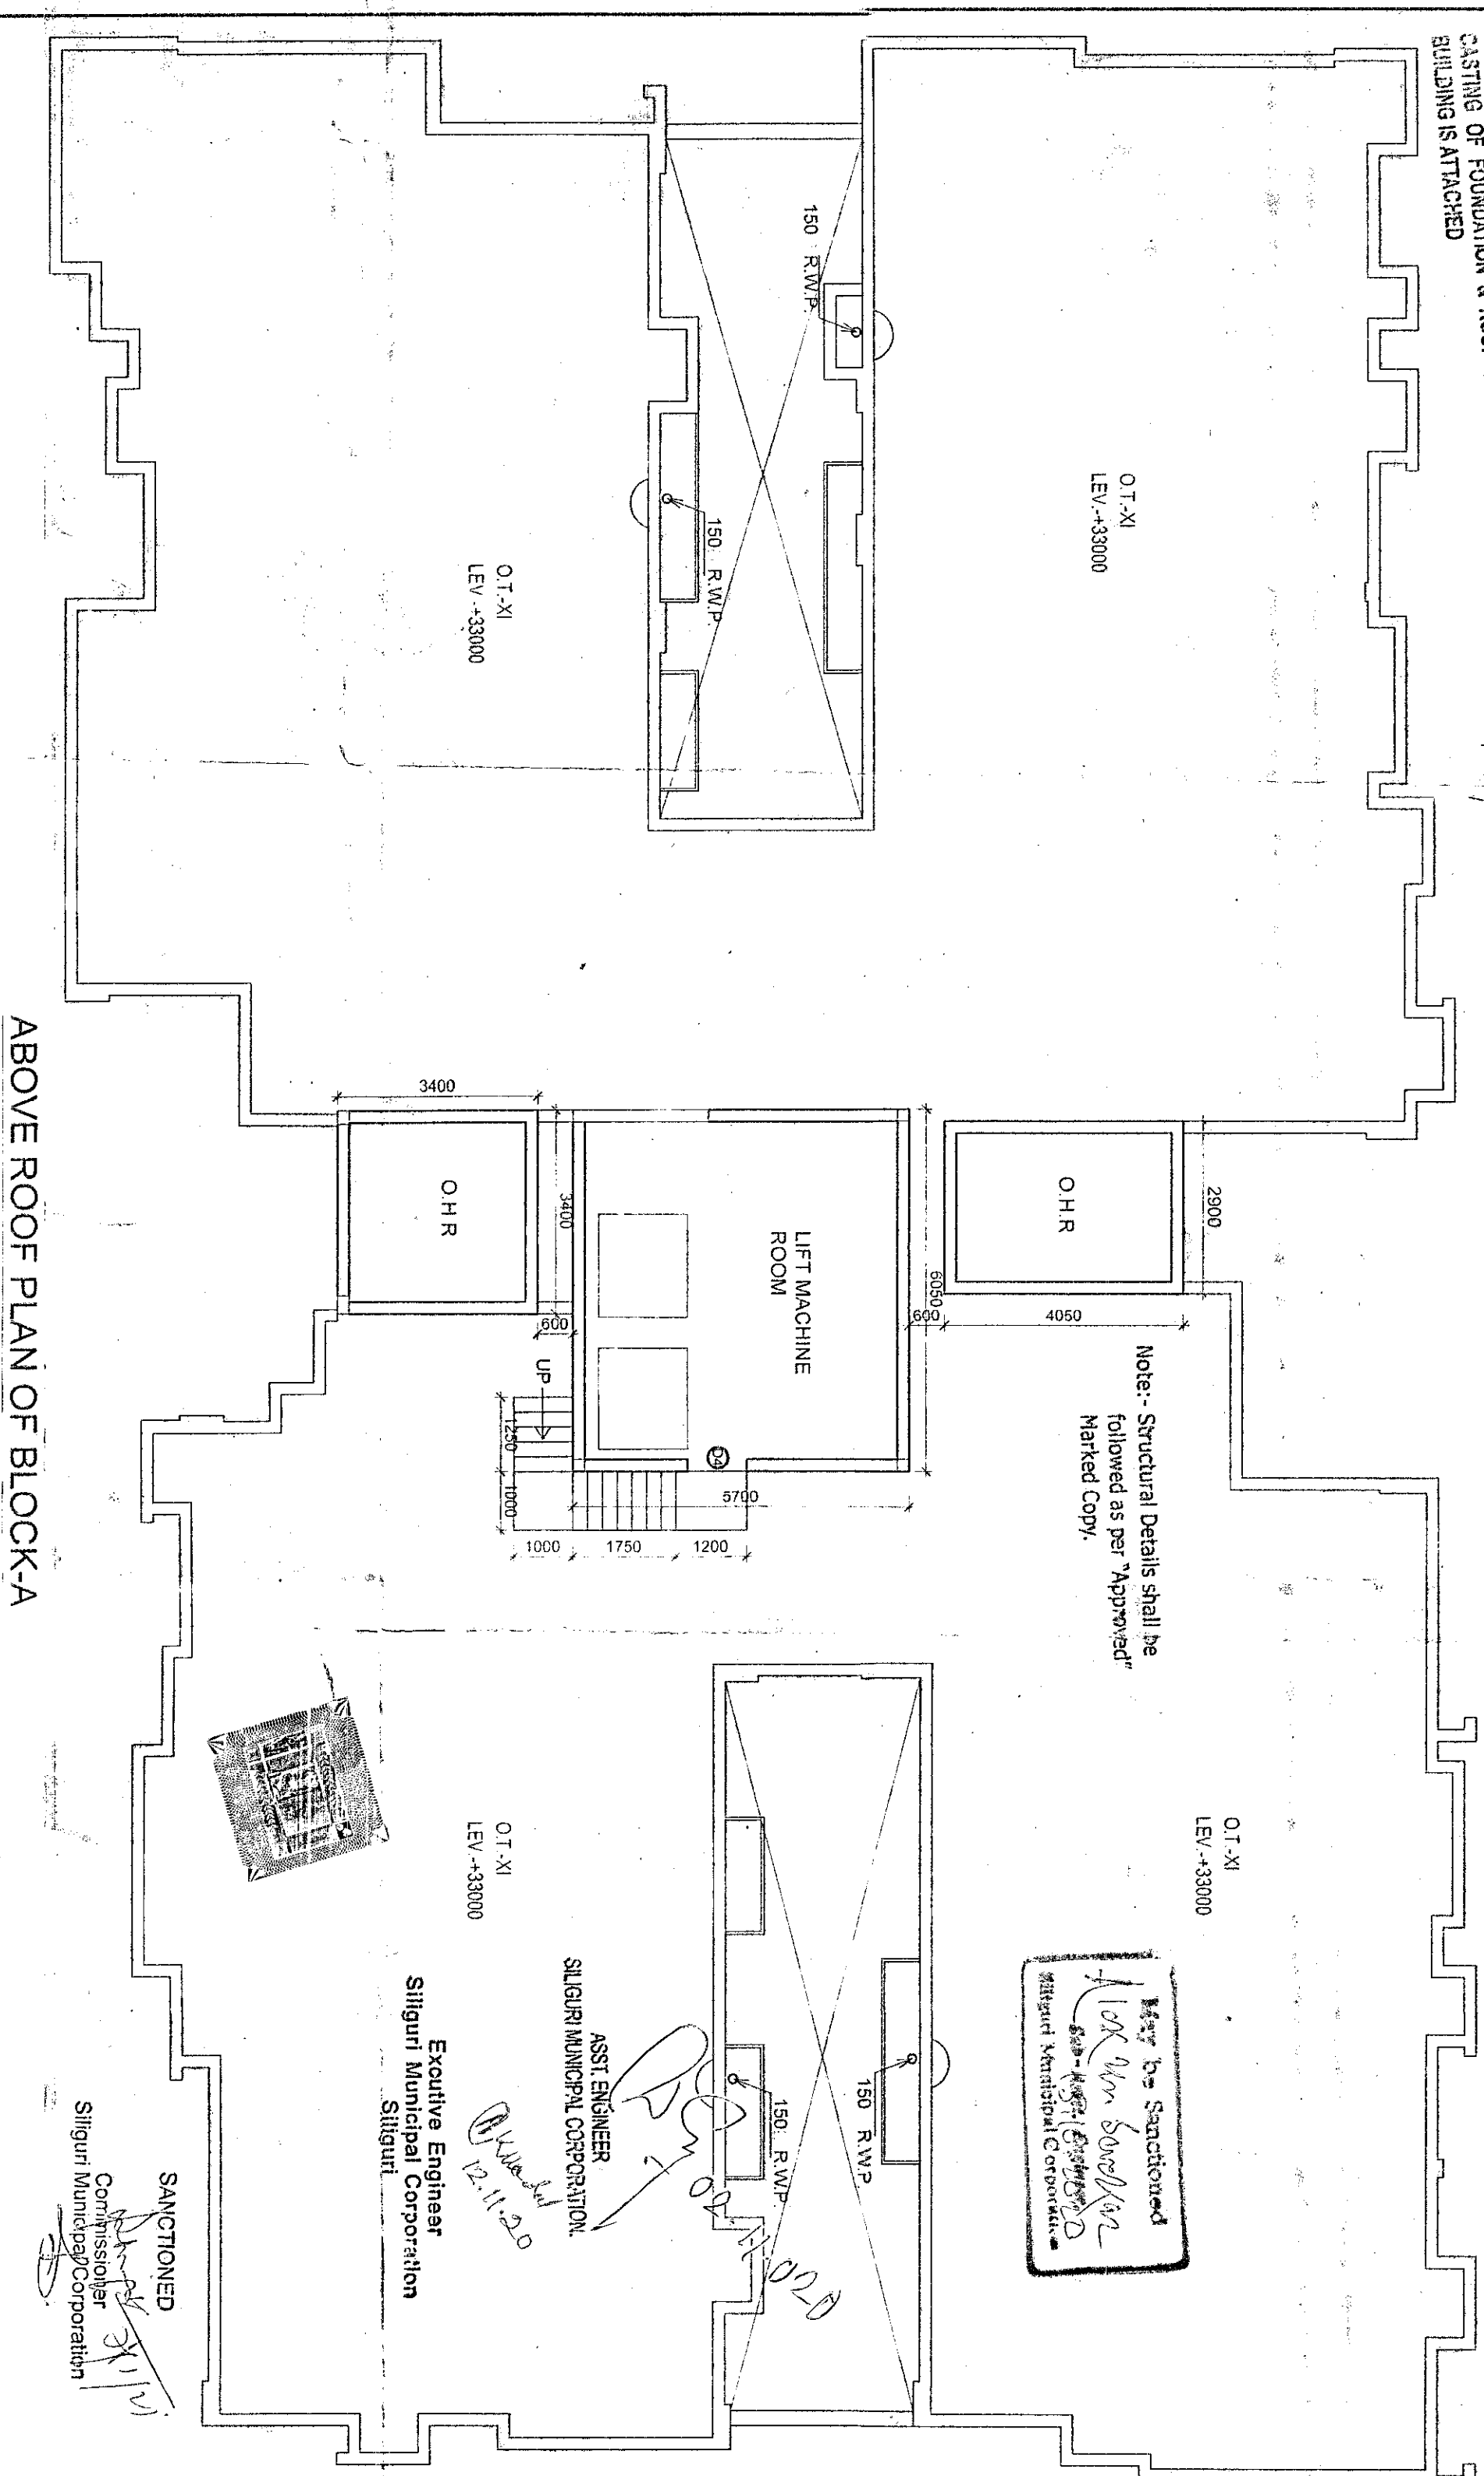 CASTING OF FOUNDATION &
BUILDING IS ATTACHED
O.T.-XI
LEV.-+33000
150 R.W.P.
150 R.W.P.
O.T.-XI
LEV.-+33000
2900
O.H.R
4050
600
6050
LIFT MACHINE
ROOM
3400
3400
O.H.R
600
UP
1250
1000
D4
5700
1000
1750
1200
Note:- Structural Details shall be
followed as per "Approved"
Marked Copy.
O.T.-XI
LEV.-+33000
May be Sanctioned
Siliguri Municipal Corporation
150 R.W.P.
150 R.W.P.
O.T.-XI
LEV.-+33000
ASST. ENGINEER
SILIGURI MUNICIPAL CORPORATION.
12.11.20
Excutive Engineer
Siliguri Municipal Corporation
Siliguri
SANCTIONED
Commissioner
Siliguri Municipal Corporation
ABOVE ROOF PLAN OF BLOCK-A